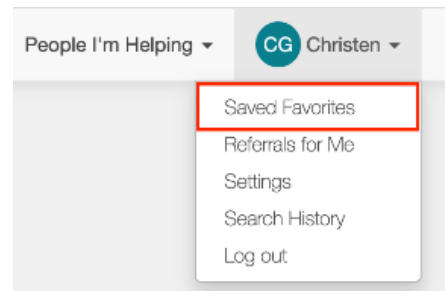 People I'm Helping
CG Christen
Saved Favorites
Referrals for Me
Settings
Search History
Log out